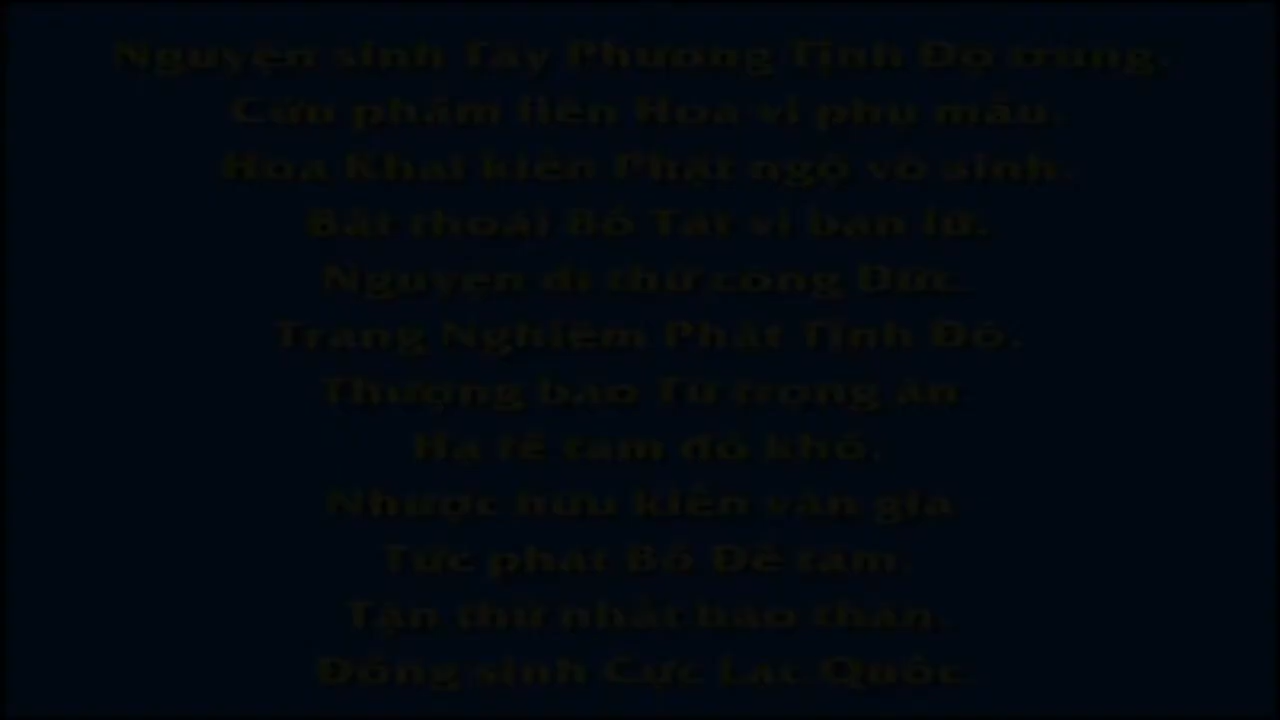 Nguyện sinh Tây Phương Tịnh Độ trung.
Cửu phẩm liên Hoa vi phụ mẫu.
Hoa Khai kiến Phật ngộ vô sinh.
Bất thoái Bồ Tát vi bạn lữ.
Nguyện dĩ thử công Đức.
Trang Nghiêm Phật Tịnh Độ.
Thượng báo Tứ trọng ân
Hạ tế tam đồ khổ.
Nhược hữu kiến văn giả
Tức phát Bồ Đề tâm.
Tận thử nhất báo thân.
Đồng sinh Cực Lạc Quốc